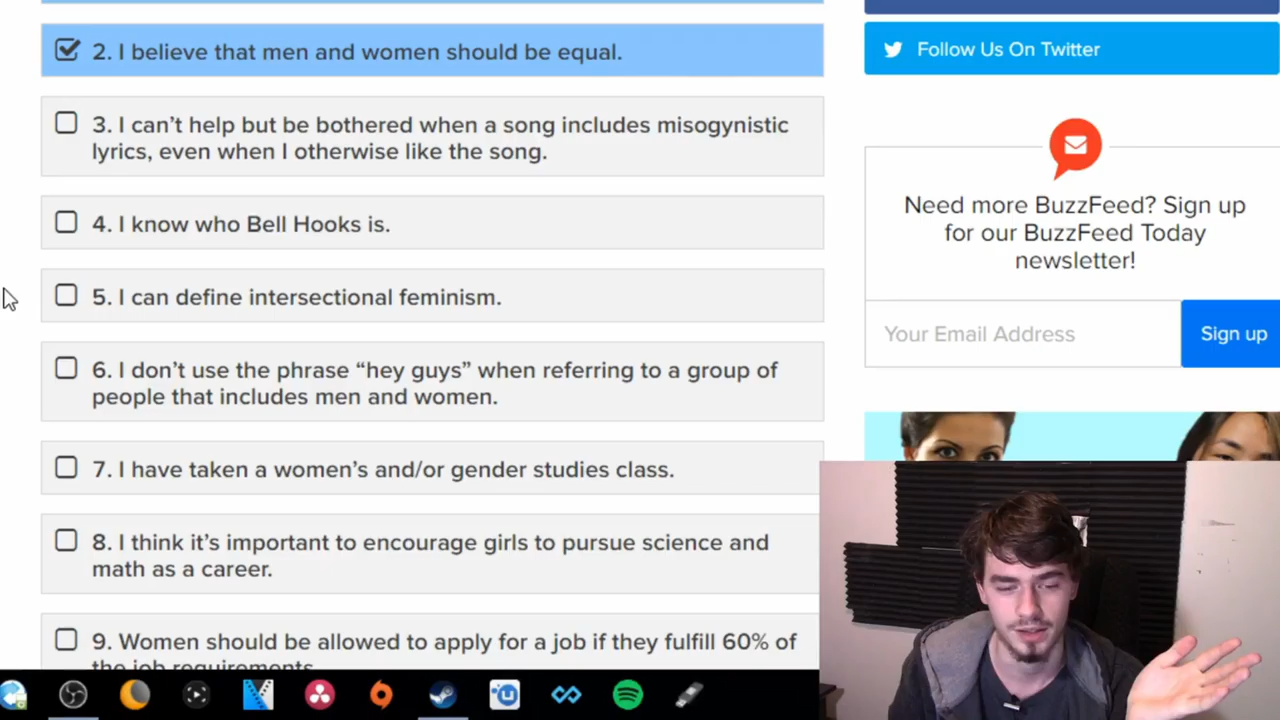 2. I believe that men and women should be equal.
3. I can't help but be bothered when a song includes misogynistic
lyrics, even when I otherwise like the song.
4. I know who Bell Hooks is.
5. I can define intersectional feminism.
6. I don't use the phrase “hey guys” when referring to a group of
people that includes men and women.
7. I have taken a women's and/or gender studies class.
8. I think it's important to encourage girls to pursue science and
math as a career.
9. Women should be allowed to apply for a job if they fulfill 60% of
the job requirements.
Follow Us On Twitter
Need more BuzzFeed? Sign up
for our BuzzFeed Today
newsletter!
Your Email Address
Sign up